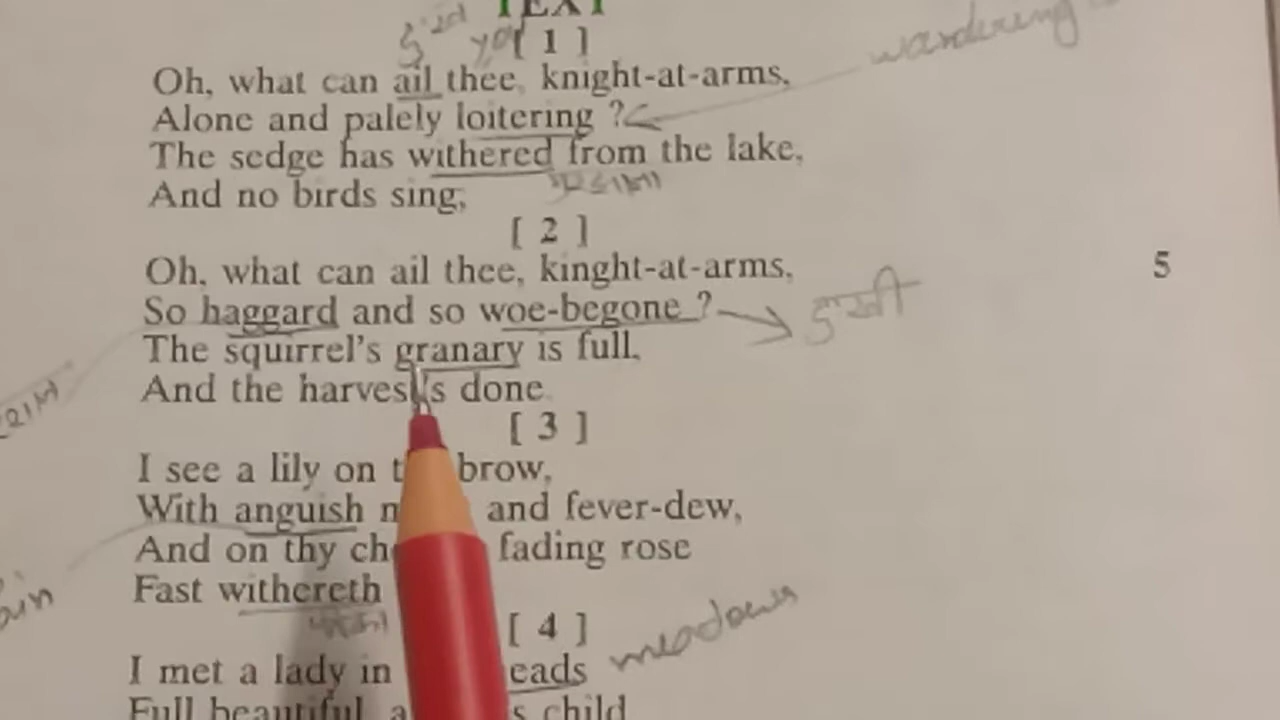 TEXT
दुख you [ 1 ] wandering
Oh, what can ail thee, knight-at-arms,
Alone and palely loitering ?
The sedge has withered from the lake,
And no birds sing;
[ 2 ]
Oh, what can ail thee, kinght-at-arms, 5
So haggard and so woe-begone ? दुखी
The squirrel's granary is full,
And the harvest's done.
[ 3 ]
I see a lily on brow,
With anguish and fever-dew,
And on thy fading rose
Fast withereth
[ 4 ] meadows
I met a lady in eads
Full beautiful, child